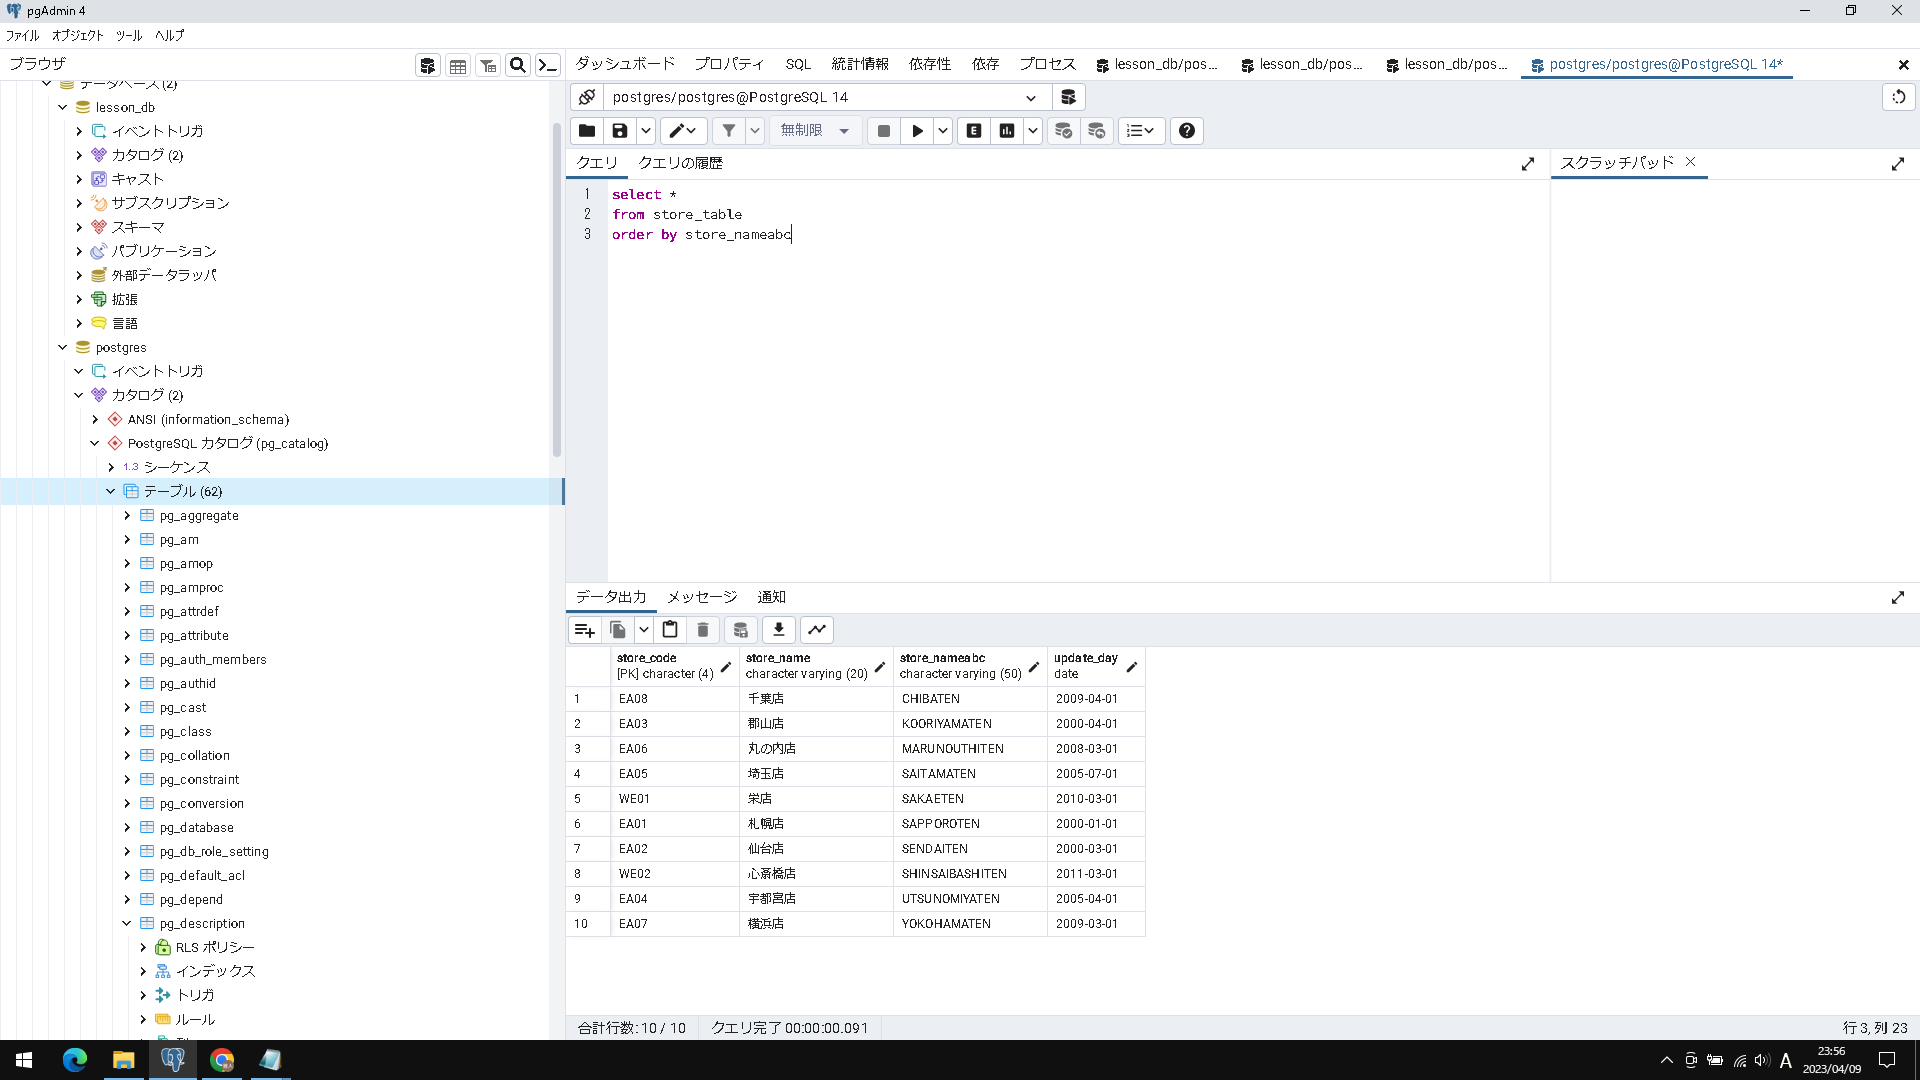 pgAdmin 4
ファイル オブジェクト ツール ヘルプ
ブラウザ
データベース (2)
lesson_db
イベントトリガ
カタログ (2)
キャスト
サブスクリプション
スキーマ
パブリケーション
外部データラッパ
拡張
言語
postgres
イベントトリガ
カタログ (2)
ANSI (information_schema)
PostgreSQL カタログ (pg_catalog)
1.3 シーケンス
テーブル (62)
pg_aggregate
pg_am
pg_amop
pg_amproc
pg_attrdef
pg_attribute
pg_auth_members
pg_authid
pg_cast
pg_class
pg_collation
pg_constraint
pg_conversion
pg_database
pg_db_role_setting
pg_default_acl
pg_depend
pg_description
RLS ポリシー
インデックス
トリガ
ルール
ダッシュボード プロパティ SQL 統計情報 依存性 依存 プロセス lesson_db/pos... lesson_db/pos... lesson_db/pos... postgres/postgres@PostgreSQL 14*
postgres/postgres@PostgreSQL 14
無制限 E
クエリ クエリの履歴 スクラッチパッド
1 select *
2 from store_table
3 order by store_nameabc
データ出力 メッセージ 通知
store_code store_name store_nameabc update_day
[PK] character (4) character varying (20) character varying (50) date
1 EA08 千葉店 CHIBATEN 2009-04-01
2 EA03 郡山店 KOORIYAMATEN 2000-04-01
3 EA06 丸の内店 MARUNOUTHITEN 2008-03-01
4 EA05 埼玉店 SAITAMATEN 2005-07-01
5 WE01 栄店 SAKAETEN 2010-03-01
6 EA01 札幌店 SAPPOROTEN 2000-01-01
7 EA02 仙台店 SENDAITEN 2000-03-01
8 WE02 心斎橋店 SHINSAIBASHITEN 2011-03-01
9 EA04 宇都宮店 UTSUNOMIYATEN 2005-04-01
10 EA07 横浜店 YOKOHAMATEN 2009-03-01
合計行数: 10 / 10 クエリ完了 00:00:00.091 行 3, 列 23
A 23:56
2023/04/09